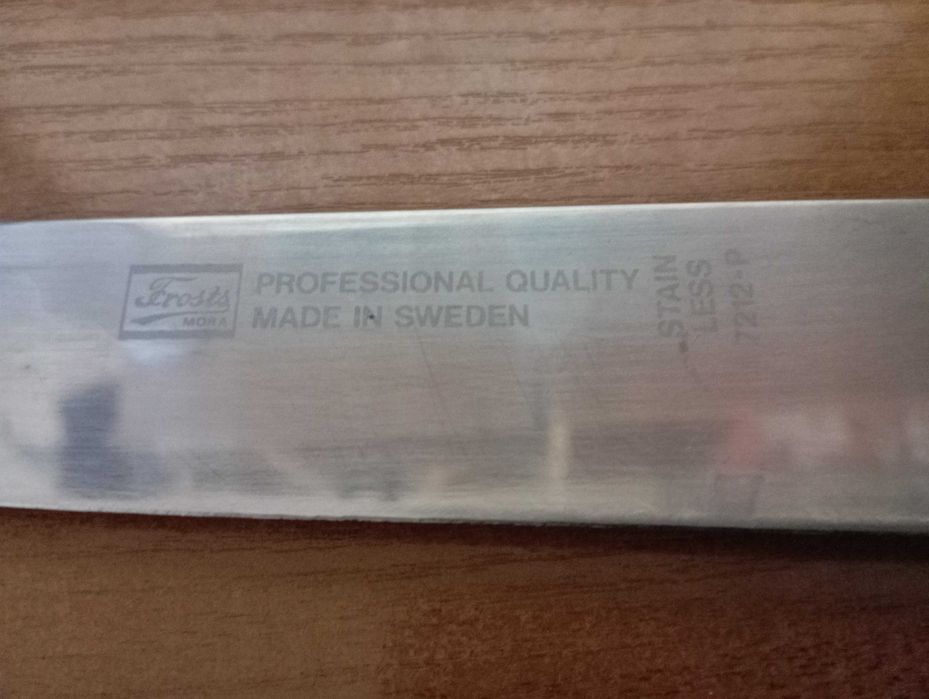 Frosts
MORA
PROFESSIONAL QUALITY
MADE IN SWEDEN
STAIN
LESS
7212-P